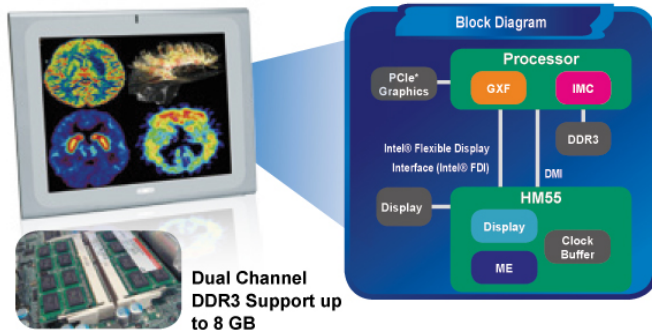 Block Diagram
Processor
PCIe*
Graphics
GXF
IMC
DDR3
Intel® Flexible Display
Interface (Intel® FDI)
DMI
HM55
Display
Display
Clock
Buffer
ME
Dual Channel
DDR3 Support up
to 8 GB